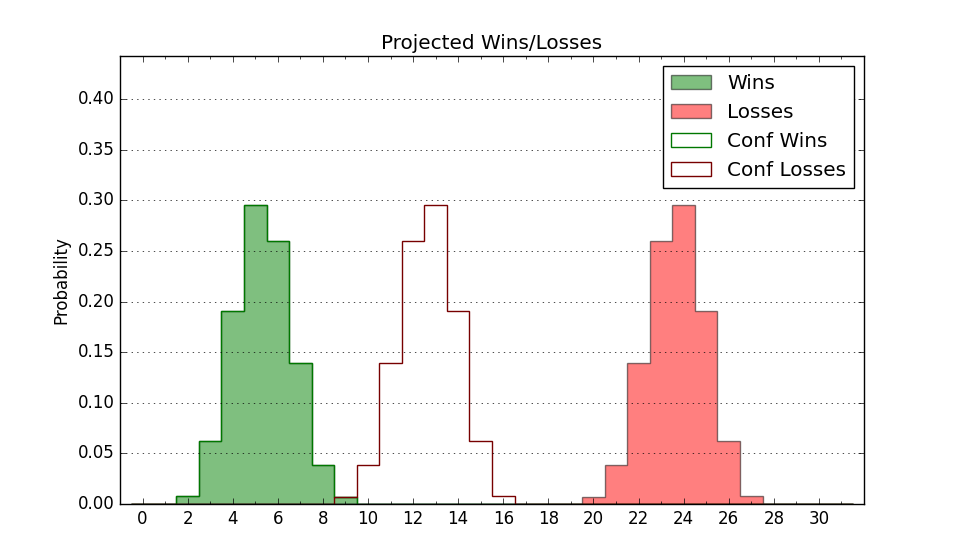 Projected Wins/Losses
Wins
Losses
Conf Wins
Conf Losses
Probability
0.40
0.35
0.30
0.25
0.20
0.15
0.10
0.05
0.00
0 2 4 6 8 10 12 14 16 18 20 22 24 26 28 30